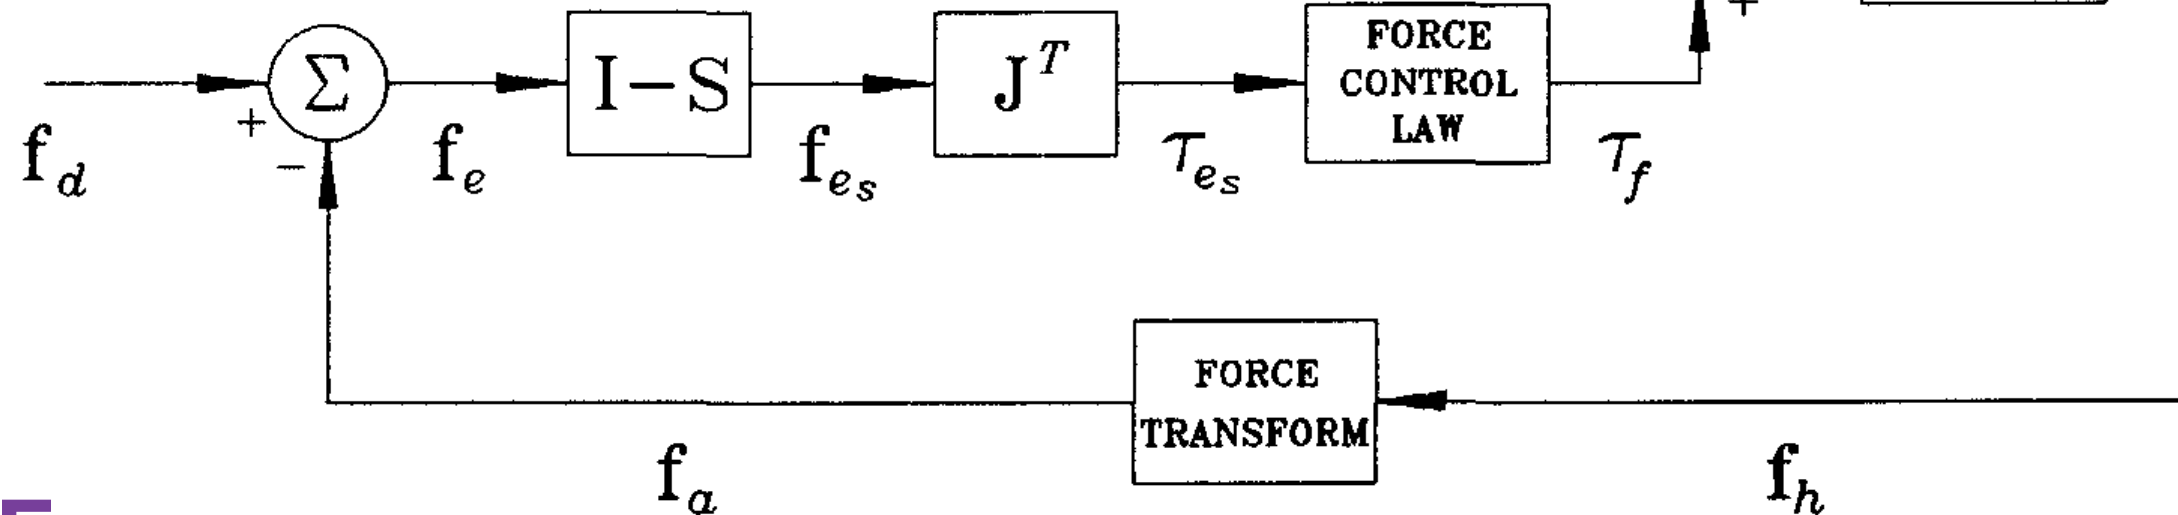 +
Σ
I-S
J^T
FORCE
CONTROL
LAW
+
-
f_d
f_e
f_es
τ_es
τ_f
FORCE
TRANSFORM
f_a
f_h